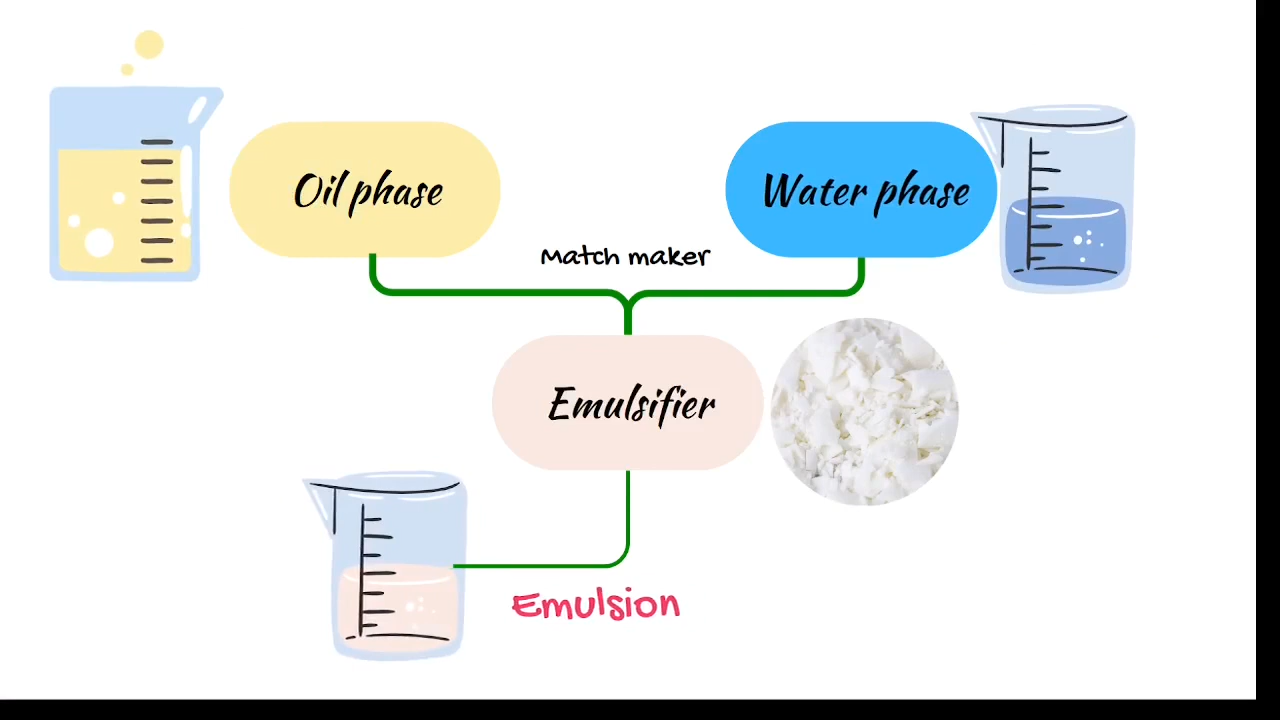 Oil phase
Water phase
Match maker
Emulsifier
Emulsion